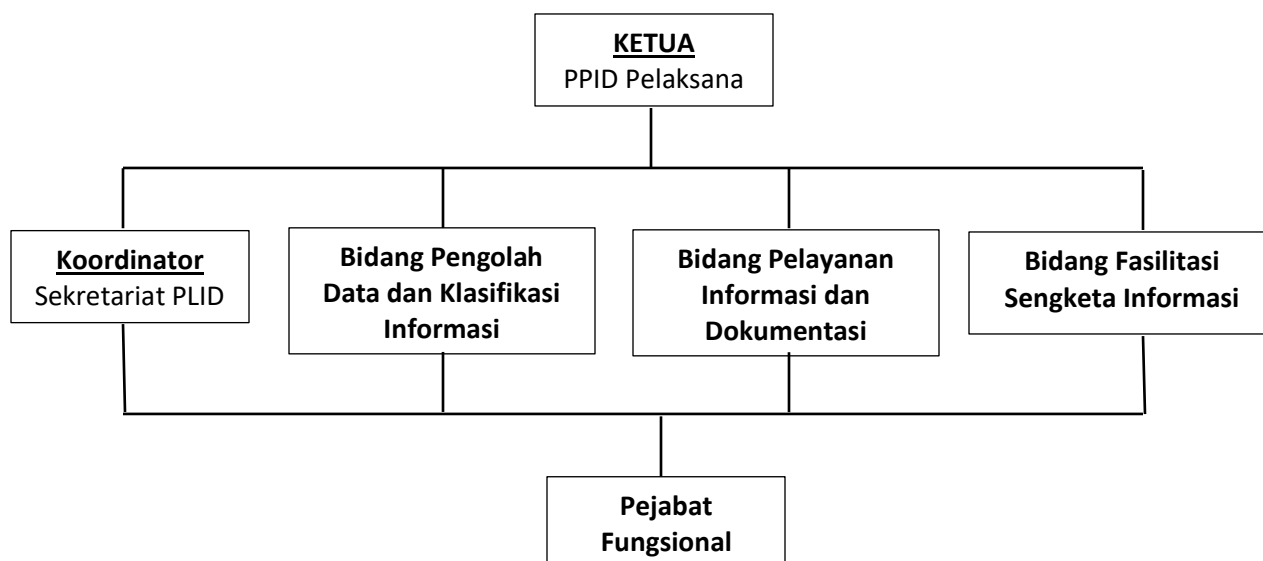 KETUA
PPID Pelaksana
Koordinator
Sekretariat PLID
Bidang Pengolah
Data dan Klasifikasi
Informasi
Bidang Pelayanan
Informasi dan
Dokumentasi
Bidang Fasilitasi
Sengketa Informasi
Pejabat
Fungsional